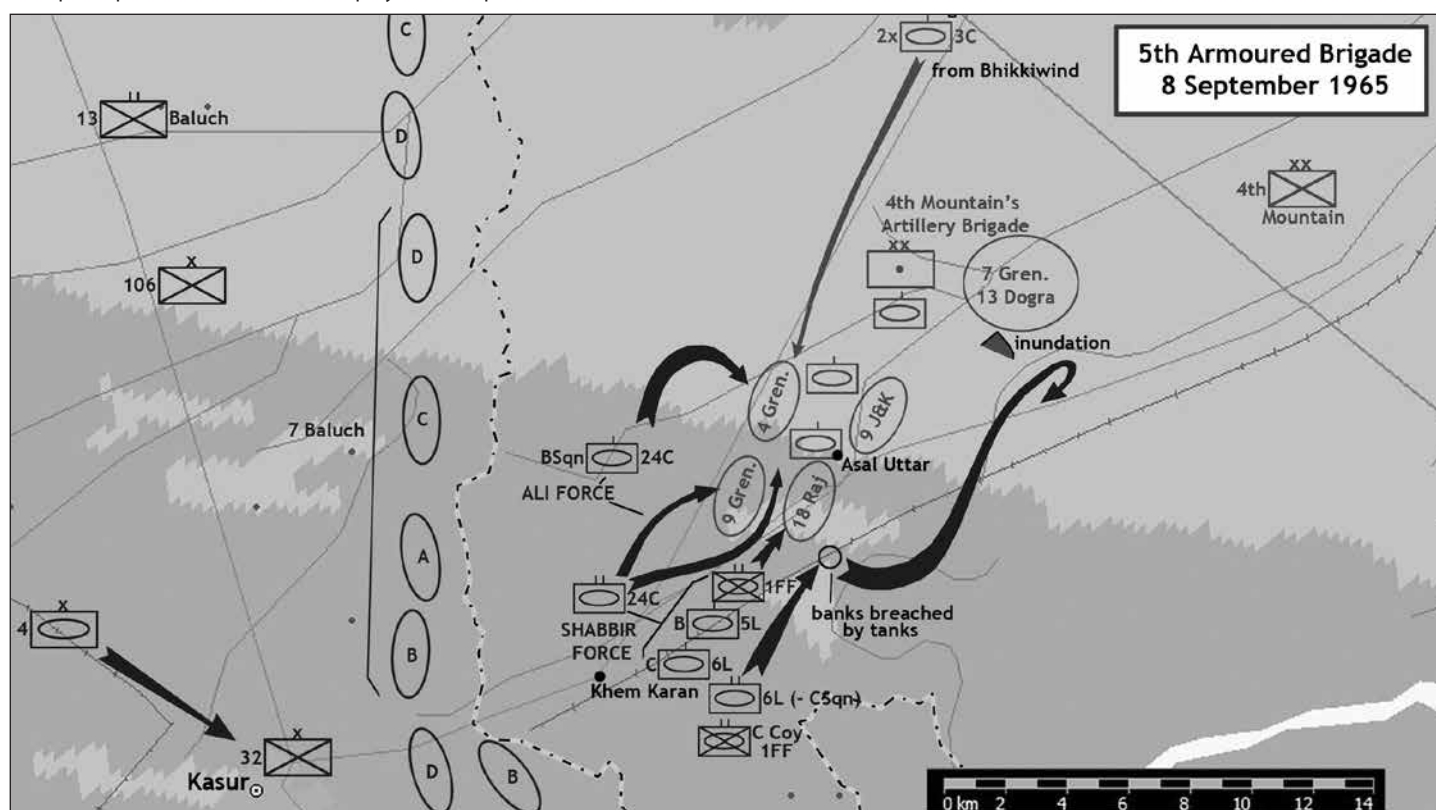 5th Armoured Brigade
8 September 1965
C
2x
3C
from Bhikkiwind
13
Baluch
D
4th
xx
Mountain
4th Mountain's
Artillery Brigade
xx
7 Gren.
13 Dogra
D
106
x
inundation
4 Gren.
9 J&K
7 Baluch
C
BSqn
24C
Asal Uttar
ALI FORCE
9 Gren.
18 Raj
A
24C
1FF
banks breached
by tanks
4
x
B
5L
SHABBIR
FORCE
B
C
6L
Khem Karan
6L (- CSqn)
C Coy
1FF
32
x
Kasur
D
B
0 km 2 4 6 8 10 12 14